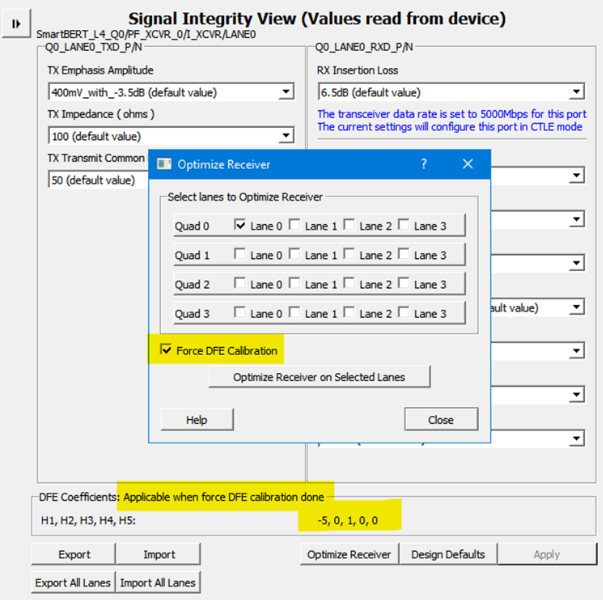 Signal Integrity View (Values read from device)
SmartBERT_L4_Q0/PF_XCVR_0/I_XCVR/LANE0
Q0_LANE0_TXD_P/N
TX Emphasis Amplitude
400mV_with_-3.5dB (default value)
TX Impedance ( ohms )
100 (default value)
TX Transmit Common
50 (default value)
Q0_LANE0_RXD_P/N
RX Insertion Loss
6.5dB (default value)
The transceiver data rate is set to 5000Mbps for this port
The current settings will configure this port in CTLE mode
value)
Optimize Receiver
?
Select lanes to Optimize Receiver
Quad 0 Lane 0 Lane 1 Lane 2 Lane 3
Quad 1 Lane 0 Lane 1 Lane 2 Lane 3
Quad 2 Lane 0 Lane 1 Lane 2 Lane 3
Quad 3 Lane 0 Lane 1 Lane 2 Lane 3
Force DFE Calibration
Optimize Receiver on Selected Lanes
Help Close
DFE Coefficients: Applicable when force DFE calibration done
H1, H2, H3, H4, H5: -5, 0, 1, 0, 0
Export Import Optimize Receiver Design Defaults Apply
Export All Lanes Import All Lanes